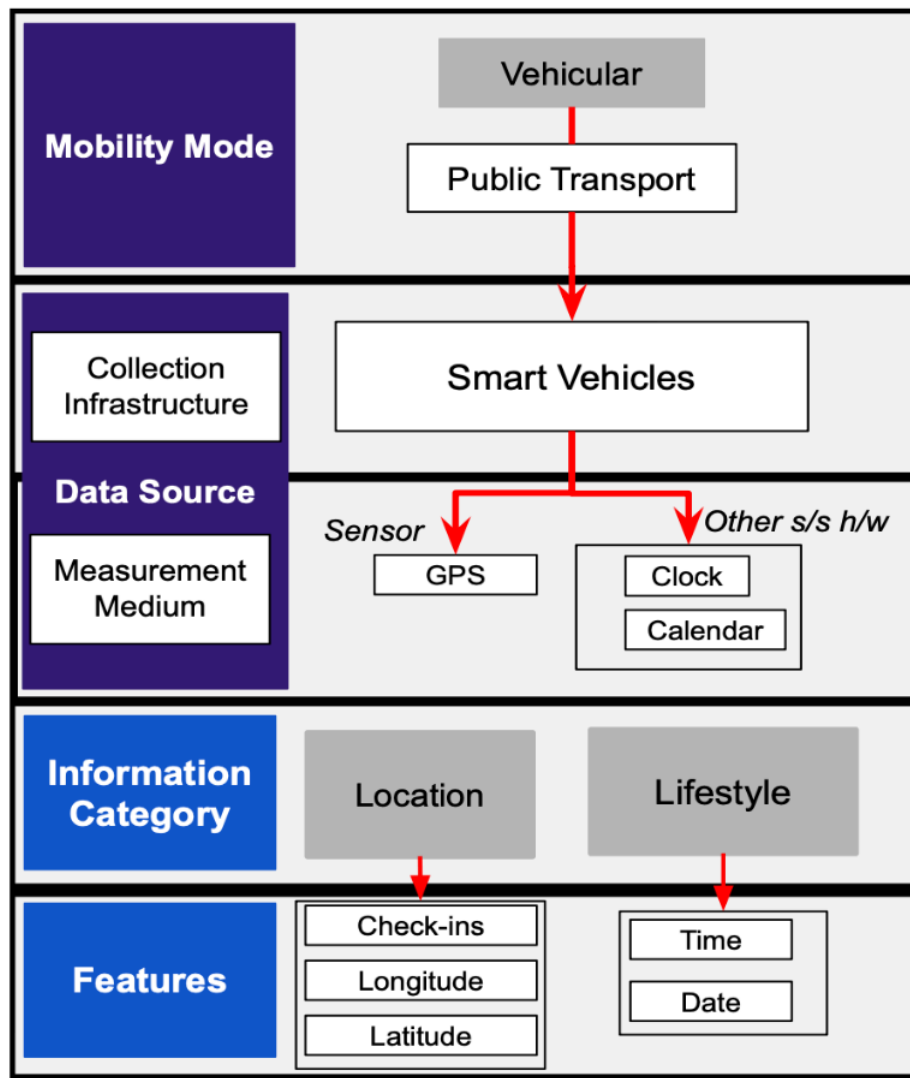 Vehicular
Mobility Mode
Public Transport
Collection
Infrastructure
Smart Vehicles
Data Source
Sensor
Other s/s h/w
Measurement
Medium
GPS
Clock
Calendar
Information
Category
Location
Lifestyle
Features
Check-ins
Longitude
Latitude
Time
Date